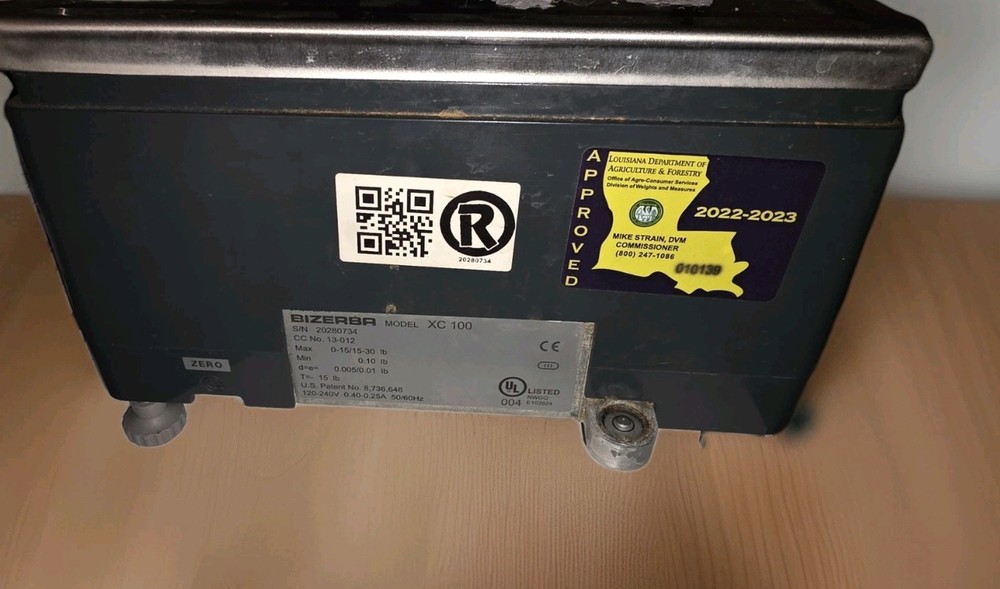 R
20280734
APPROVED
LOUISIANA DEPARTMENT OF
AGRICULTURE & FORESTRY
Office of Agro-Consumer Services
Division of Weights and Measures
2022-2023
MIKE STRAIN, DVM
COMMISSIONER
(800) 247-1086
010139
BIZERBA MODEL XC 100
S/N 20280734
CC No. 13-012
Max 0-15/15-30 lb
Min 0.10 lb
d=e= 0.005/0.01 lb
T=- 15 lb
U.S. Patent No. 8,736,646
120-240V 0.40-0.25A 50/60Hz
CE
UL LISTED
NWGQ
004
ZERO